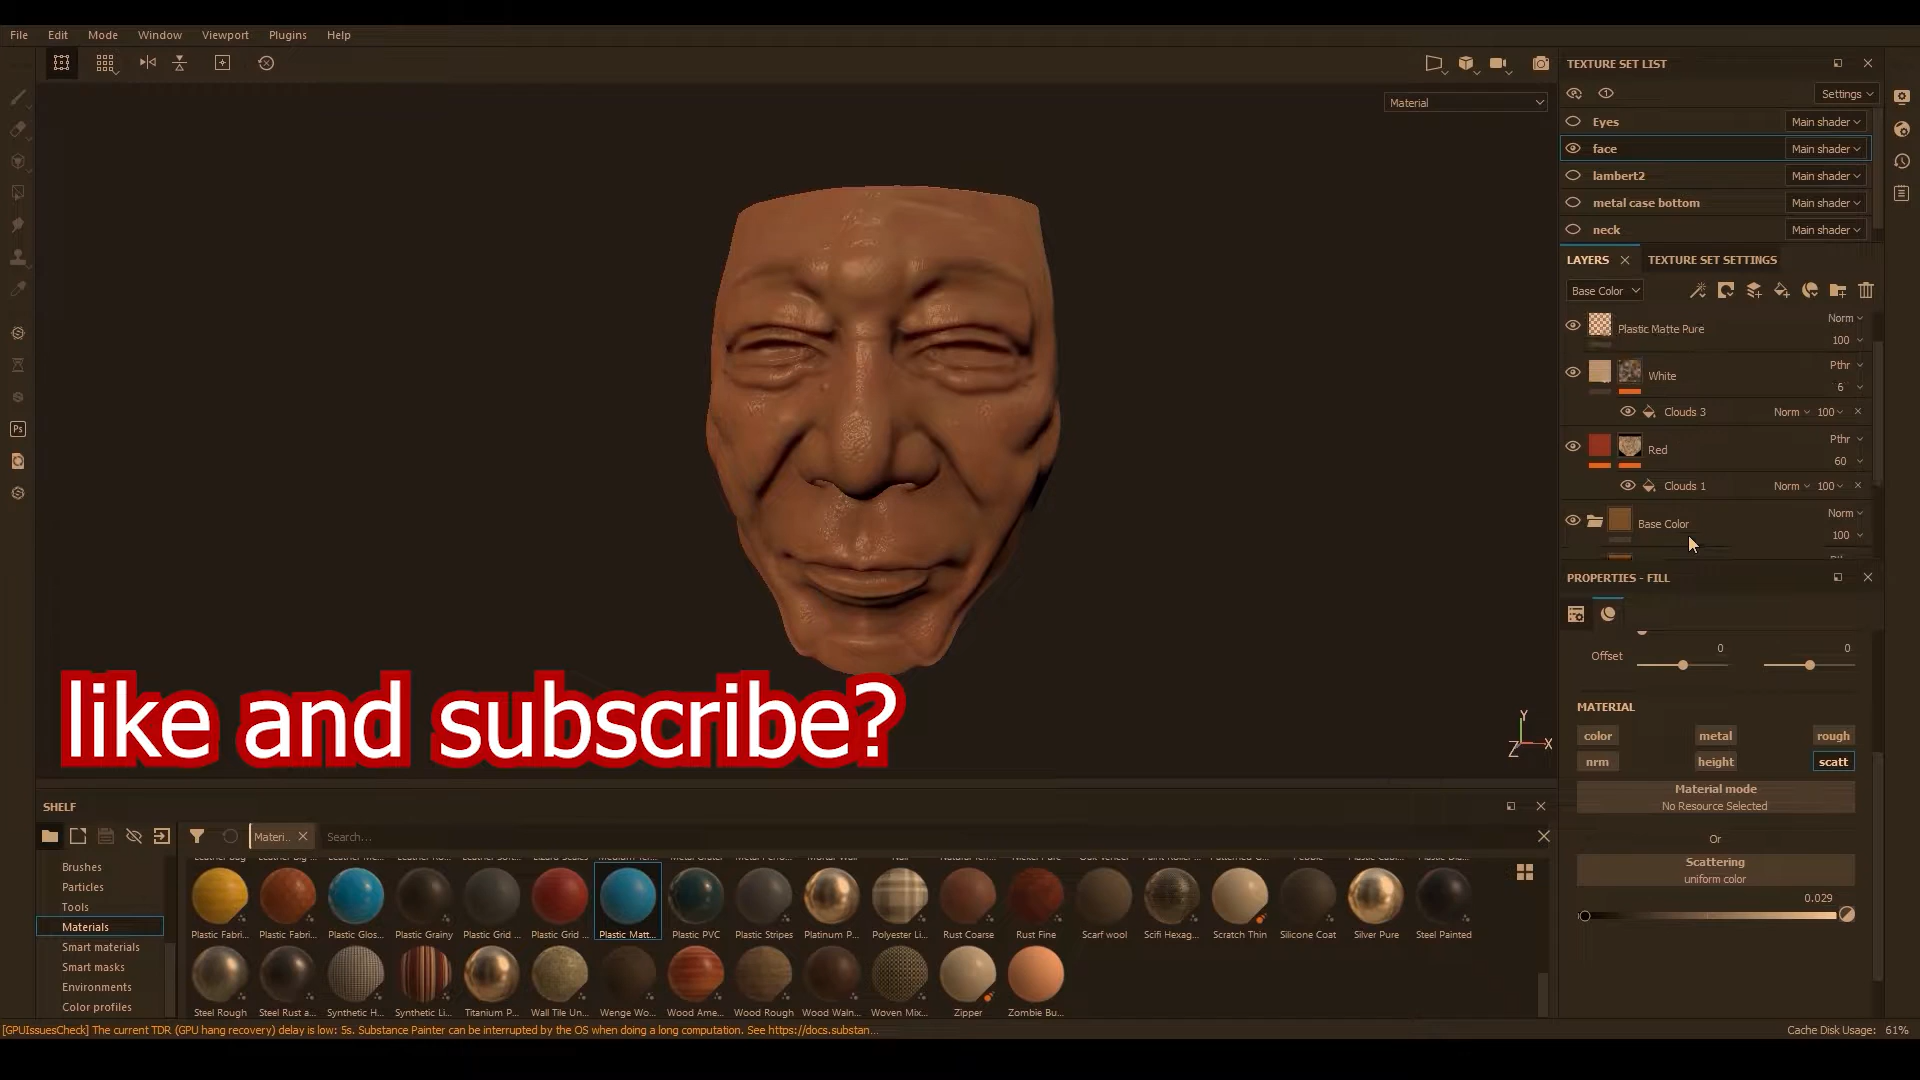 File Edit Mode Window Viewport Plugins Help
Material
TEXTURE SET LIST
Settings
Eyes Main shader
face Main shader
lambert2 Main shader
metal case bottom Main shader
neck Main shader
LAYERS TEXTURE SET SETTINGS
Base Color
Plastic Matte Pure Norm 100
White Pthr 6
Clouds 3 Norm 100
Red Pthr 60
Clouds 1 Norm 100
Base Color Norm 100
PROPERTIES - FILL
0 0
Offset
MATERIAL
color metal rough
nrm height scatt
Material mode
No Resource Selected
Or
Scattering
uniform color
0.029
like and subscribe?
Y
Z X
SHELF
Materi.. Search...
Brushes
Particles
Tools
Materials
Smart materials
Smart masks
Environments
Color profiles
Plastic Fabri... Plastic Fabri... Plastic Glos... Plastic Grainy Plastic Grid ... Plastic Grid ... Plastic Matt... Plastic PVC Plastic Stripes Platinum P... Polyester Li... Rust Coarse Rust Fine Scarf wool Scifi Hexag... Scratch Thin Silicone Coat Silver Pure Steel Painted
Steel Rough Steel Rust a... Synthetic H... Synthetic Li... Titanium P... Wall Tile Un... Wenge Wo... Wood Ame... Wood Rough Wood Waln... Woven Mix... Zipper Zombie Bu...
[GPUIssuesCheck] The current TDR (GPU hang recovery) delay is low: 5s. Substance Painter can be interrupted by the OS when doing a long computation. See https://docs.substan...
Cache Disk Usage: 61%
Ps